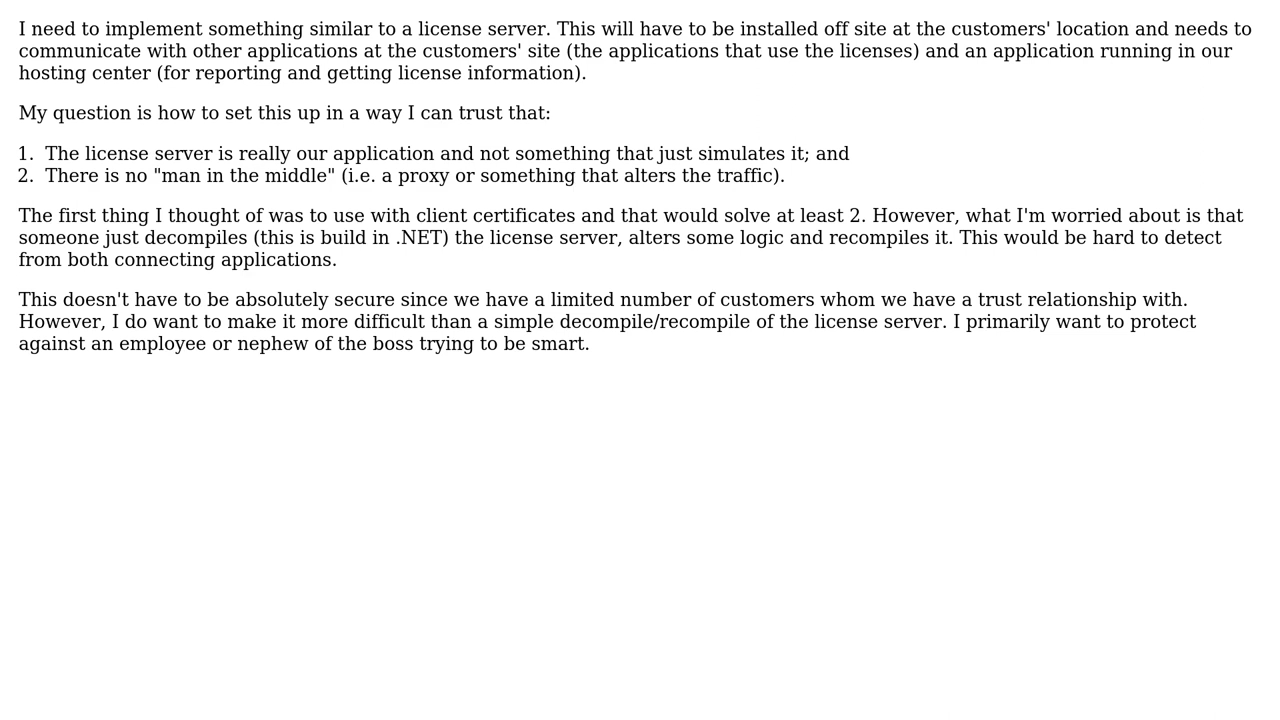 I need to implement something similar to a license server. This will have to be installed off site at the customers' location and needs to
communicate with other applications at the customers' site (the applications that use the licenses) and an application running in our
hosting center (for reporting and getting license information).
My question is how to set this up in a way I can trust that:
1. The license server is really our application and not something that just simulates it; and
2. There is no "man in the middle" (i.e. a proxy or something that alters the traffic).
The first thing I thought of was to use with client certificates and that would solve at least 2. However, what I'm worried about is that
someone just decompiles (this is build in .NET) the license server, alters some logic and recompiles it. This would be hard to detect
from both connecting applications.
This doesn't have to be absolutely secure since we have a limited number of customers whom we have a trust relationship with.
However, I do want to make it more difficult than a simple decompile/recompile of the license server. I primarily want to protect
against an employee or nephew of the boss trying to be smart.